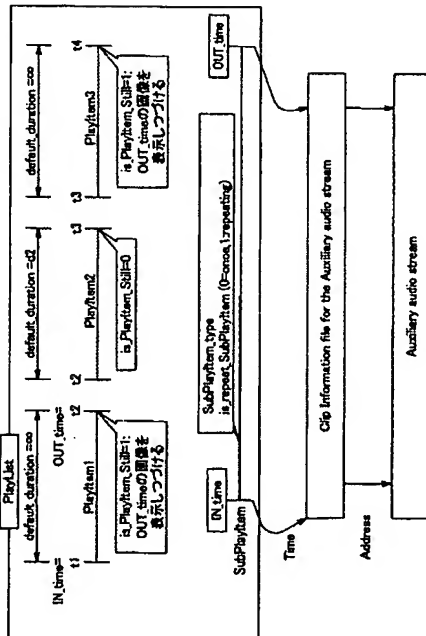 PlayList
default_duration =∞
default_duration =d2
default_duration =∞
IN_time=
OUT_time=
t1
PlayItem1
t2
t2
PlayItem2
t3
t3
PlayItem3
t4
is_PlayItem_Still=1:
OUT_timeの画像を
表示しつづける
is_PlayItem_Still=0
is_PlayItem_Still=1:
OUT_timeの画像を
表示しつづける
IN_time
SubPlayItem_type
is_repeat_SubPlayItem (0=once,1:repeating)
OUT_time
SubPlayItem
Time
Clip Information file for the Auxiliary audio stream
Address
Auxiliary audio stream